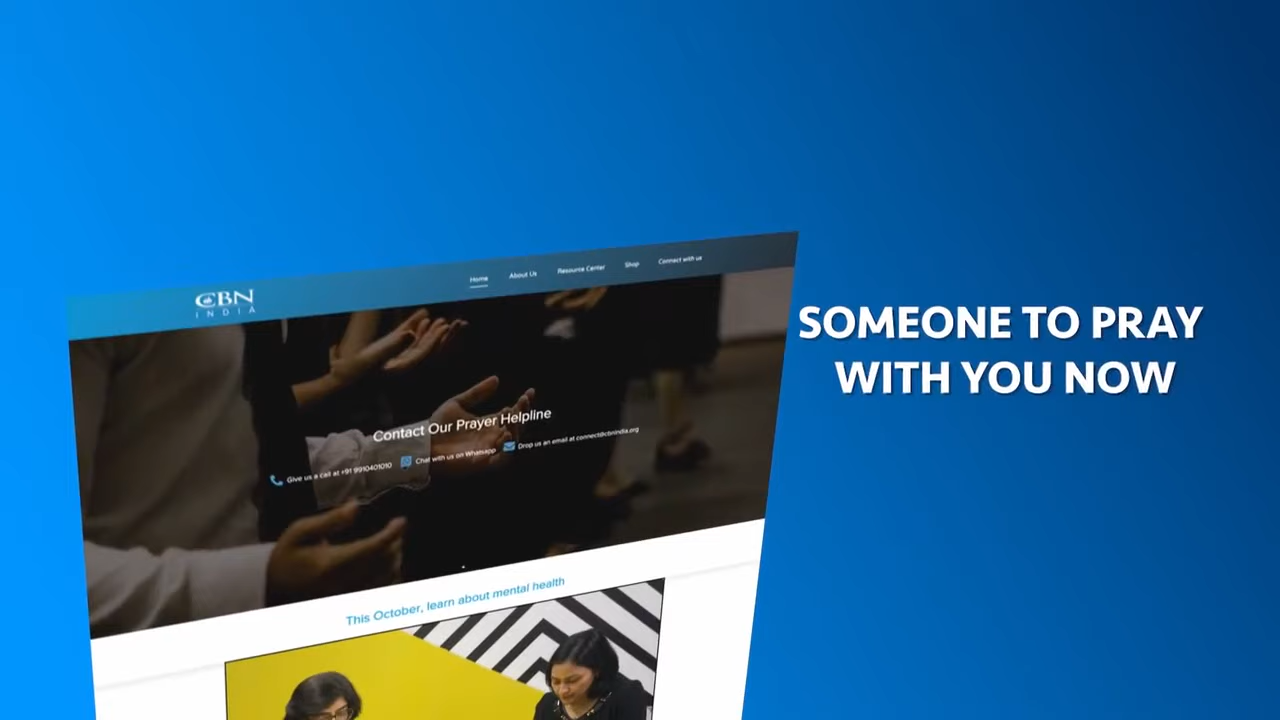 CBN
INDIA
Home About Us Resource Center Shop Connect with us
SOMEONE TO PRAY
WITH YOU NOW
Contact Our Prayer Helpline
Give us a call at +91 9910401010 Chat with us on Whatsapp Drop us an email at connect@cbnindia.org
This October, learn about mental health